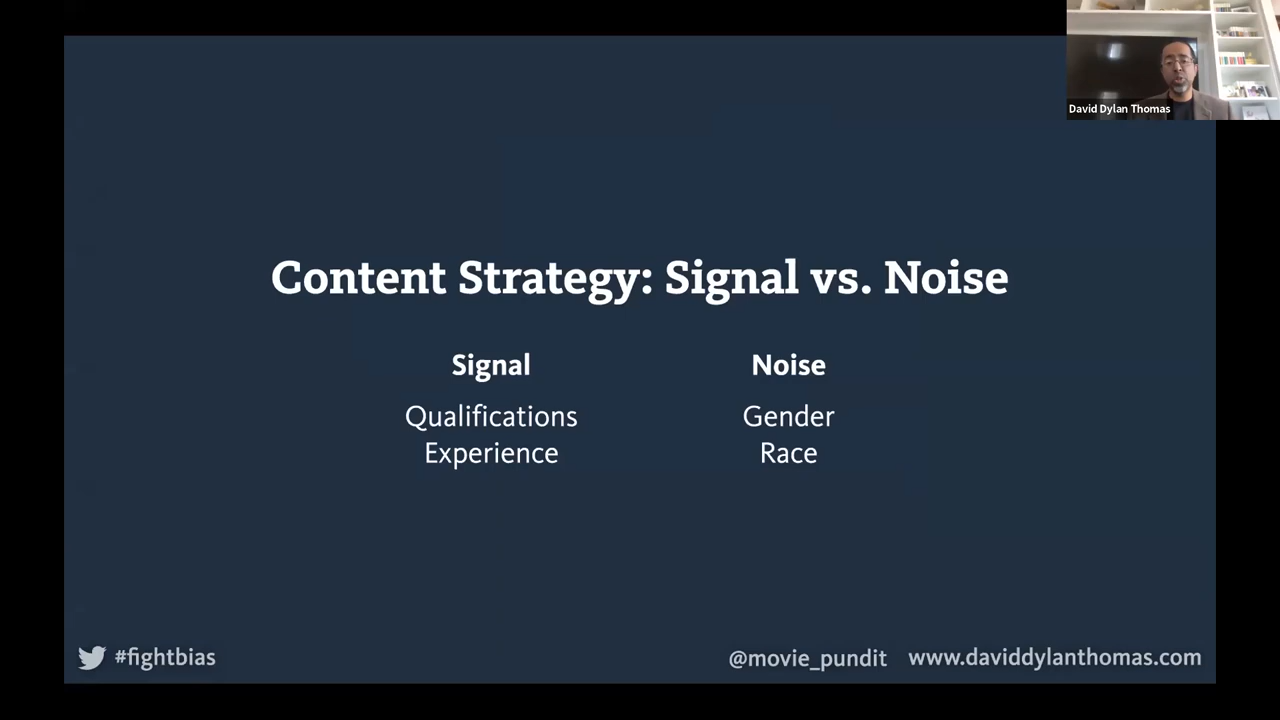 David Dylan Thomas
Content Strategy: Signal vs. Noise
Signal
Noise
Qualifications
Gender
Experience
Race
#fightbias
@movie_pundit
www.daviddylanthomas.com